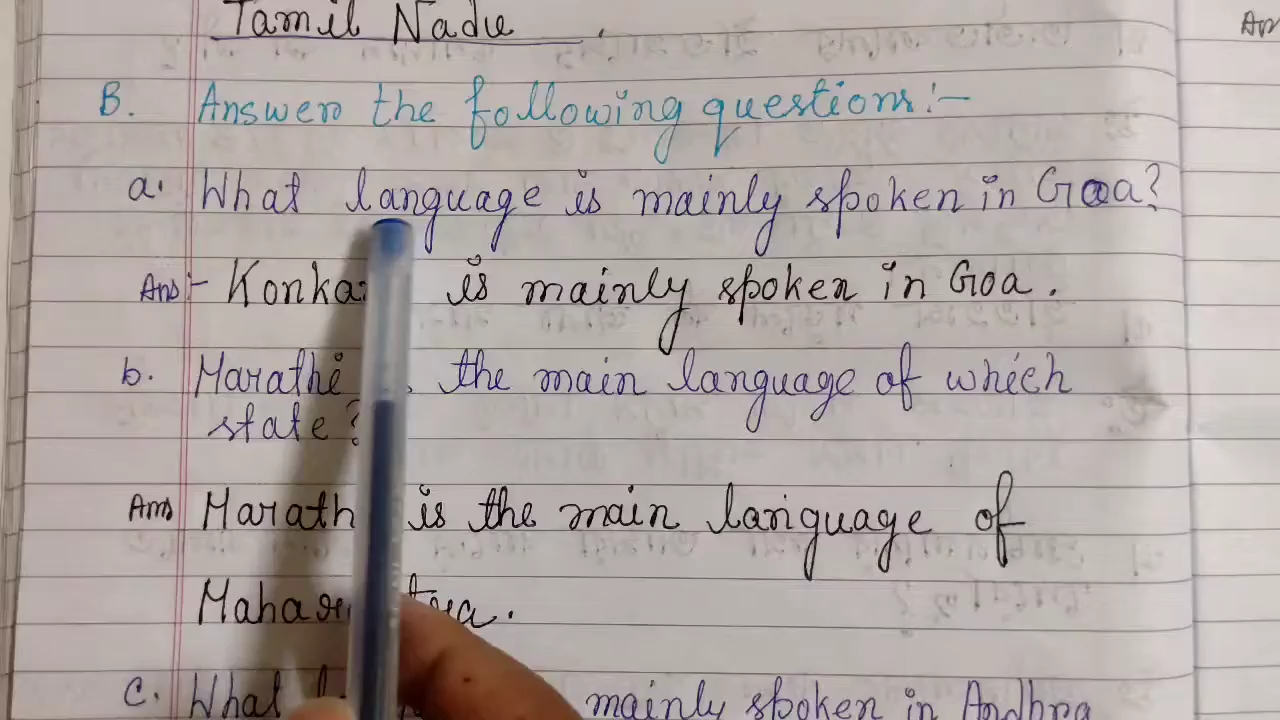 Tamil Nadu.
B. Answer the following questions:-
a. What language is mainly spoken in Goa?
Ans:- Konka is mainly spoken in Goa.
b. Marathi the main language of which
state?
Ans Marath is the main language of
Maharashtra.
c. What mainly spoken in Andhra
An